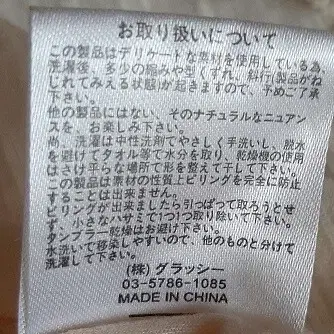 お取り扱いについて
この製品はデリケートな素材を使用している為
洗濯後、多少の縮みや型くずれ、斜行(製品がね
じれてみえる状態)が起きますので、予めご了承
下さい。
他の製品にはない、そのナチュラルなニュアン
スを、お楽しみ下さい。
尚、洗濯は中性洗剤でやさしく手洗いし、脱水
を避けてタオル等で水分を取り、乾燥機の使用
はさけ平らな場所で形を整えて干して下さい。
この製品は素材の性質上ピリングを完全に防止
することは出来ません。
ピリングが出来ましたら引っぱって取ろうとせ
ず、小さなハサミで1つ1つ取り除いて下さい。
タンブラー乾燥はお避け下さい。
水洗いで移染しやすいので、他のものと分けて
洗濯して下さい。
(株)グラッシー
03-5786-1085
MADE IN CHINA